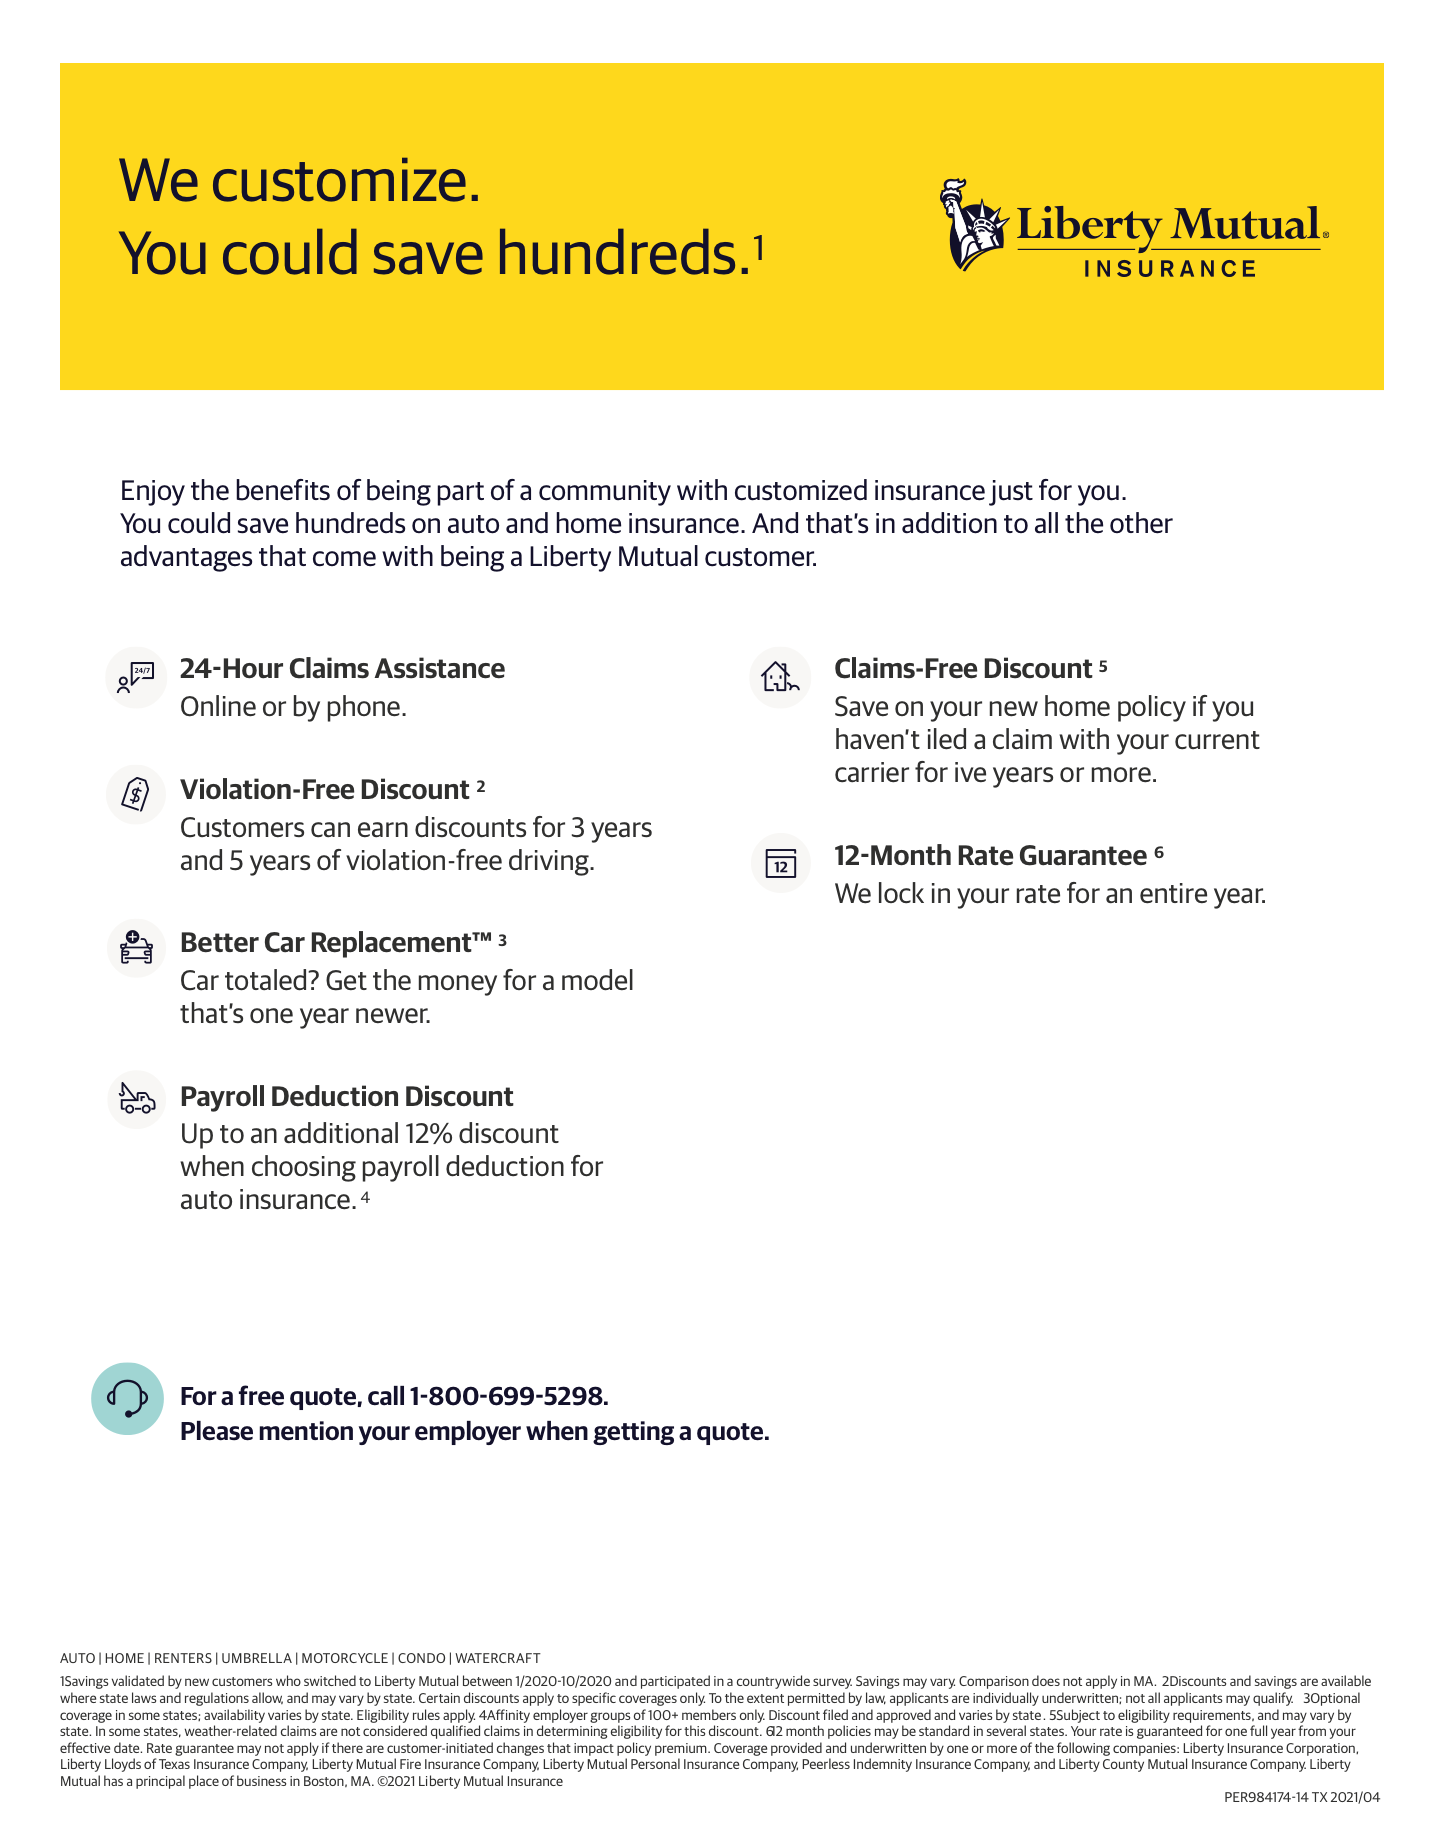 We customize.
You could save hundreds.1
Liberty Mutual®
INSURANCE
Enjoy the benefits of being part of a community with customized insurance just for you.
You could save hundreds on auto and home insurance. And that's in addition to all the other
advantages that come with being a Liberty Mutual customer.
24/7
24-Hour Claims Assistance
Online or by phone.
$
Violation-Free Discount 2
Customers can earn discounts for 3 years
and 5 years of violation-free driving.
Better Car Replacement™ 3
Car totaled? Get the money for a model
that's one year newer.
Payroll Deduction Discount
Up to an additional 12% discount
when choosing payroll deduction for
auto insurance. 4
Claims-Free Discount 5
Save on your new home policy if you
haven't iled a claim with your current
carrier for ive years or more.
12
12-Month Rate Guarantee 6
We lock in your rate for an entire year.
For a free quote, call 1-800-699-5298.
Please mention your employer when getting a quote.
AUTO | HOME | RENTERS | UMBRELLA | MOTORCYCLE | CONDO | WATERCRAFT
1Savings validated by new customers who switched to Liberty Mutual between 1/2020-10/2020 and participated in a countrywide survey. Savings may vary. Comparison does not apply in MA. 2Discounts and savings are available
where state laws and regulations allow, and may vary by state. Certain discounts apply to specific coverages only. To the extent permitted by law, applicants are individually underwritten; not all applicants may qualify. 3Optional
coverage in some states; availability varies by state. Eligibility rules apply. 4Affinity employer groups of 100+ members only. Discount filed and approved and varies by state. 5Subject to eligibility requirements, and may vary by
state. In some states, weather-related claims are not considered qualified claims in determining eligibility for this discount. 612 month policies may be standard in several states. Your rate is guaranteed for one full year from your
effective date. Rate guarantee may not apply if there are customer-initiated changes that impact policy premium. Coverage provided and underwritten by one or more of the following companies: Liberty Insurance Corporation,
Liberty Lloyds of Texas Insurance Company, Liberty Mutual Fire Insurance Company, Liberty Mutual Personal Insurance Company, Peerless Indemnity Insurance Company, and Liberty County Mutual Insurance Company. Liberty
Mutual has a principal place of business in Boston, MA. ©2021 Liberty Mutual Insurance
PER984174-14 TX 2021/04